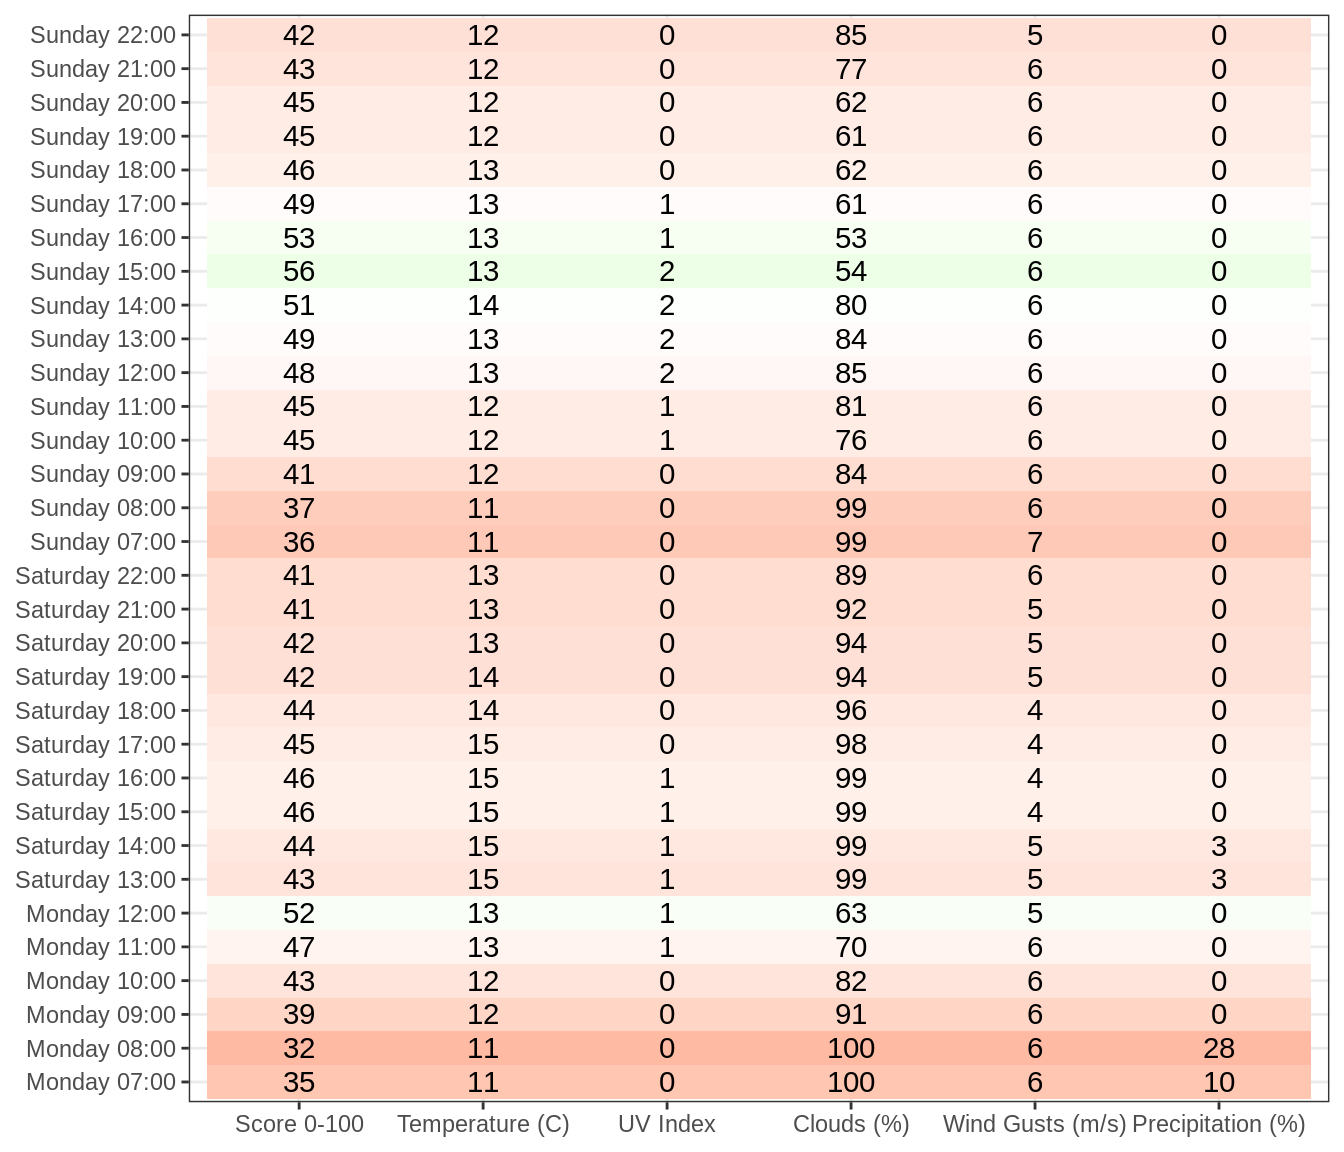 Sunday 22:00 42 12 0 85 5 0
Sunday 21:00 43 12 0 77 6 0
Sunday 20:00 45 12 0 62 6 0
Sunday 19:00 45 12 0 61 6 0
Sunday 18:00 46 13 0 62 6 0
Sunday 17:00 49 13 1 61 6 0
Sunday 16:00 53 13 1 53 6 0
Sunday 15:00 56 13 2 54 6 0
Sunday 14:00 51 14 2 80 6 0
Sunday 13:00 49 13 2 84 6 0
Sunday 12:00 48 13 2 85 6 0
Sunday 11:00 45 12 1 81 6 0
Sunday 10:00 45 12 1 76 6 0
Sunday 09:00 41 12 0 84 6 0
Sunday 08:00 37 11 0 99 6 0
Sunday 07:00 36 11 0 99 7 0
Saturday 22:00 41 13 0 89 6 0
Saturday 21:00 41 13 0 92 5 0
Saturday 20:00 42 13 0 94 5 0
Saturday 19:00 42 14 0 94 5 0
Saturday 18:00 44 14 0 96 4 0
Saturday 17:00 45 15 0 98 4 0
Saturday 16:00 46 15 1 99 4 0
Saturday 15:00 46 15 1 99 4 0
Saturday 14:00 44 15 1 99 5 3
Saturday 13:00 43 15 1 99 5 3
Monday 12:00 52 13 1 63 5 0
Monday 11:00 47 13 1 70 6 0
Monday 10:00 43 12 0 82 6 0
Monday 09:00 39 12 0 91 6 0
Monday 08:00 32 11 0 100 6 28
Monday 07:00 35 11 0 100 6 10
Score 0-100 Temperature (C) UV Index Clouds (%) Wind Gusts (m/s) Precipitation (%)